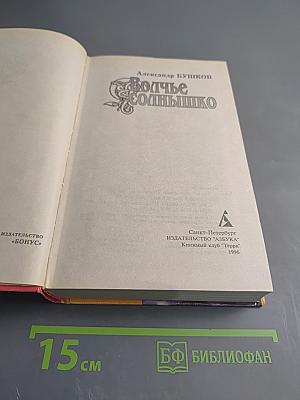 ИЗДАТЕЛЬСТВО
«БОНУС»
Александр БУШКОВ
Волчье
солнышко
Санкт-Петербург
ИЗДАТЕЛЬСТВО "АЗБУКА"
Книжный клуб "Терра"
1996
15 см
БФ БИБЛИОФАН